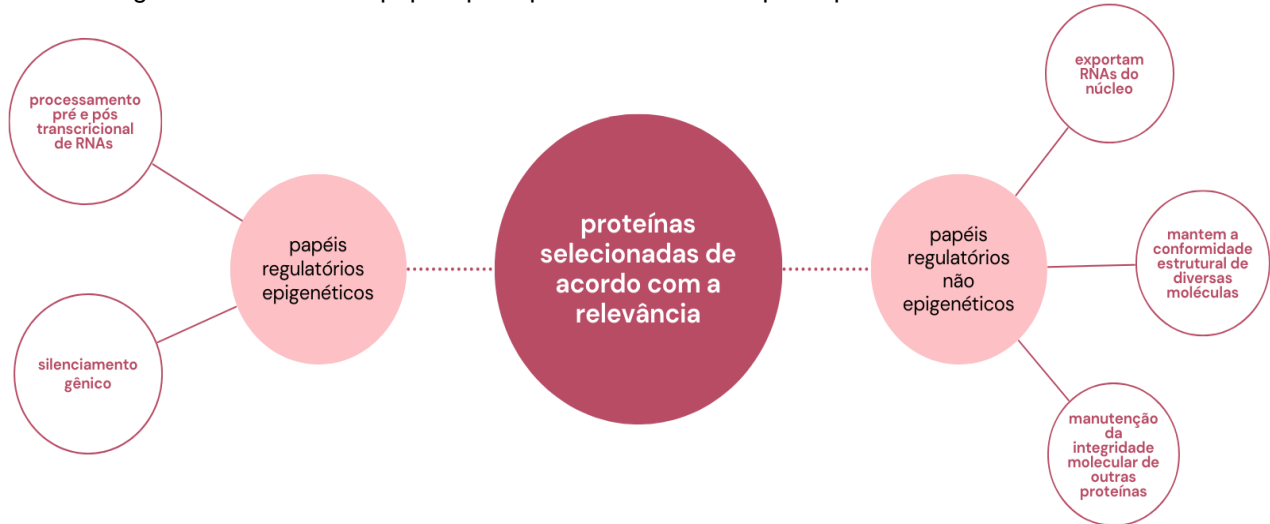 processamento
pré e pós
transcricional
de RNAs
silenciamento
gênico
papéis
regulatórios
epigenéticos
proteínas
selecionadas de
acordo com a
relevância
papéis
regulatórios
não
epigenéticos
exportam
RNAs do
núcleo
mantem a
conformidade
estrutural de
diversas
moléculas
manutenção
da
integridade
molecular de
outras
proteínas